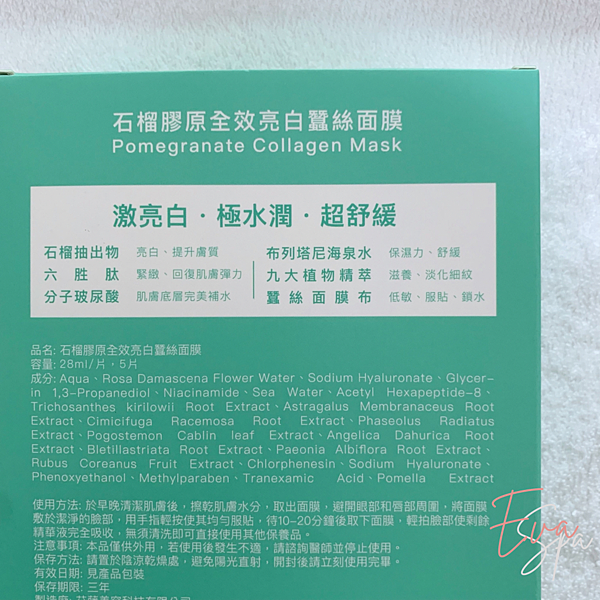 石榴膠原全效亮白蠶絲面膜
Pomegranate Collagen Mask
激亮白·極水潤·超舒緩
石榴抽出物 亮白、提升膚質
六胜肽 緊緻、回復肌膚彈力
分子玻尿酸 肌膚底層完美補水
布列塔尼海泉水 保濕力、舒緩
九大植物精萃 滋養、淡化細紋
蠶絲面膜布 低敏、服貼、鎖水
品名: 石榴膠原全效亮白蠶絲面膜
容量: 28ml/片，5片
成分: Aqua、Rosa Damascena Flower Water、Sodium Hyaluronate、Glycer-
in 1,3-Propanediol、Niacinamide、Sea Water、Acetyl Hexapeptide-8、
Trichosanthes kirilowii Root Extract、Astragalus Membranaceus Root
Extract、Cimicifuga Racemosa Root Extract、Phaseolus Radiatus
Extract、Pogostemon Cablin leaf Extract、Angelica Dahurica Root
Extract、Bletillastriata Root Extract、Paeonia Albiflora Root Extract、
Rubus Coreanus Fruit Extract、Chlorphenesin、Sodium Hyaluronate、
Phenoxyethanol、Methylparaben、Tranexamic Acid、Pomella Extract
使用方法: 於早晚清潔肌膚後，擦乾肌膚水分，取出面膜，避開眼部和唇部周圍，將面膜
敷於潔淨的臉部，用手指輕按使其均勻服貼，待10-20分鐘後取下面膜，輕拍臉部使剩餘
精華液完全吸收，無須清洗即可直接使用其他保養品。
注意事項: 本品僅供外用，若使用後發生不適，請諮詢醫師並停止使用。
保存方法: 請置於陰涼乾燥處，避免陽光直射，開封後請立刻使用完畢。
有效日期: 見產品包裝
保存期限: 三年